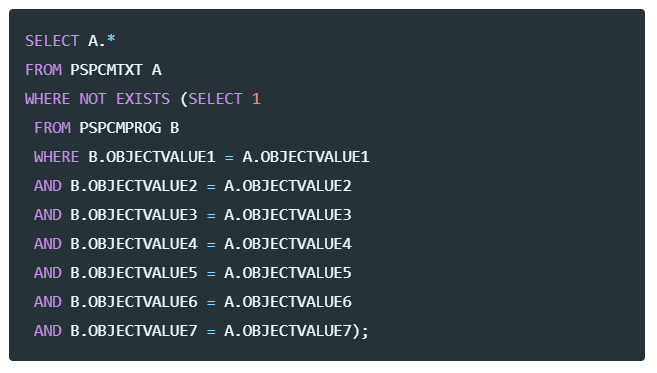 SELECT A.*
FROM PSPCMTXT A
WHERE NOT EXISTS (SELECT 1
FROM PSPCMPROG B
WHERE B.OBJECTVALUE1 = A.OBJECTVALUE1
AND B.OBJECTVALUE2 = A.OBJECTVALUE2
AND B.OBJECTVALUE3 = A.OBJECTVALUE3
AND B.OBJECTVALUE4 = A.OBJECTVALUE4
AND B.OBJECTVALUE5 = A.OBJECTVALUE5
AND B.OBJECTVALUE6 = A.OBJECTVALUE6
AND B.OBJECTVALUE7 = A.OBJECTVALUE7);